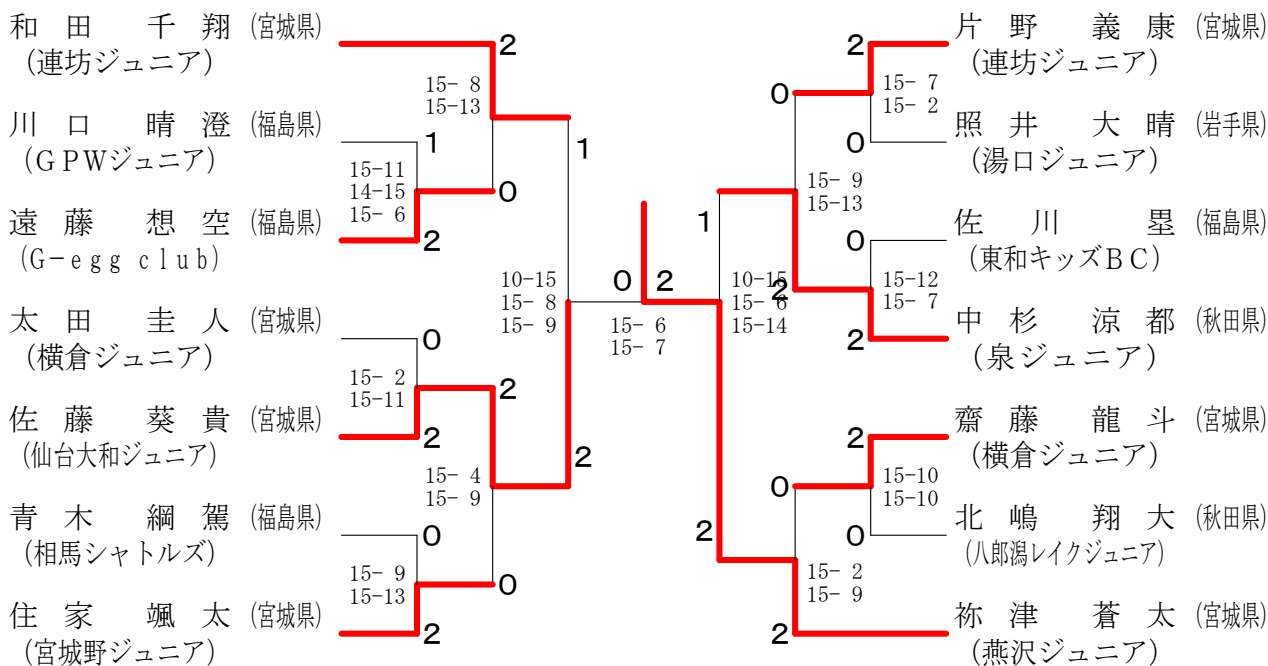 和田 千翔 (宮城県)
(連坊ジュニア)
川口 晴澄 (福島県)
(GPWジュニア)
遠藤 想空 (福島県)
(G-egg club)
太田 圭人 (宮城県)
(横倉ジュニア)
佐藤 葵貴 (宮城県)
(仙台大和ジュニア)
青木 綱駕 (福島県)
(相馬シャトルズ)
住家 颯太 (宮城県)
(宮城野ジュニア)
2
15- 8
15-13
1
15-11
14-15
15- 6
2
0
1
10-15
15- 8
15- 9
0
15- 2
15-11
2
2
15- 4
15- 9
2
0
15- 9
15-13
2
0
0
2
15- 6
15- 7
1
10-15
15- 6
15-14
2
0
15- 9
15-13
2
2
15- 7
15- 2
0
0
15-12
15- 7
2
0
15- 2
15- 9
2
2
15-10
15-10
0
片野 義康 (宮城県)
(連坊ジュニア)
照井 大晴 (岩手県)
(湯口ジュニア)
佐川 塁 (福島県)
(東和キッズBC)
中杉 涼都 (秋田県)
(泉ジュニア)
齋藤 龍斗 (宮城県)
(横倉ジュニア)
北嶋 翔大 (秋田県)
(八郎潟レイクジュニア)
祢津 蒼太 (宮城県)
(燕沢ジュニア)